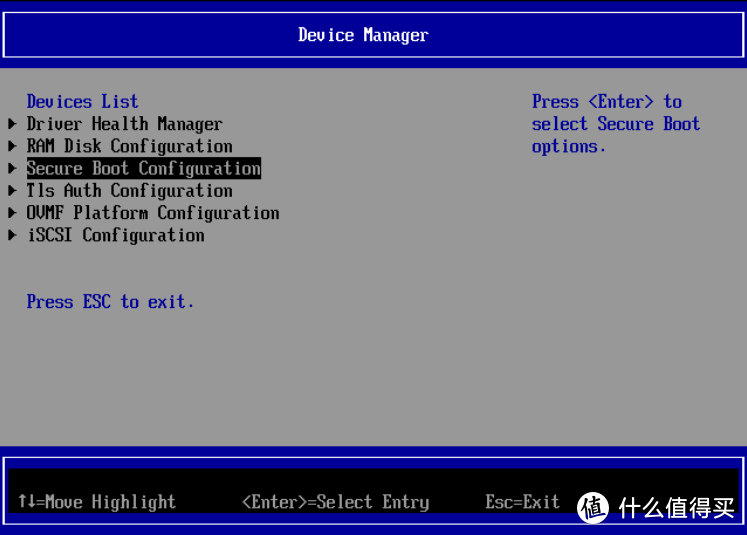 Device Manager
Devices List
Driver Health Manager
RAM Disk Configuration
Secure Boot Configuration
Tls Auth Configuration
OVMF Platform Configuration
iSCSI Configuration
Press <Enter> to
select Secure Boot
options.
Press ESC to exit.
↑↓=Move Highlight <Enter>=Select Entry Esc=Exit
值 什么值得买